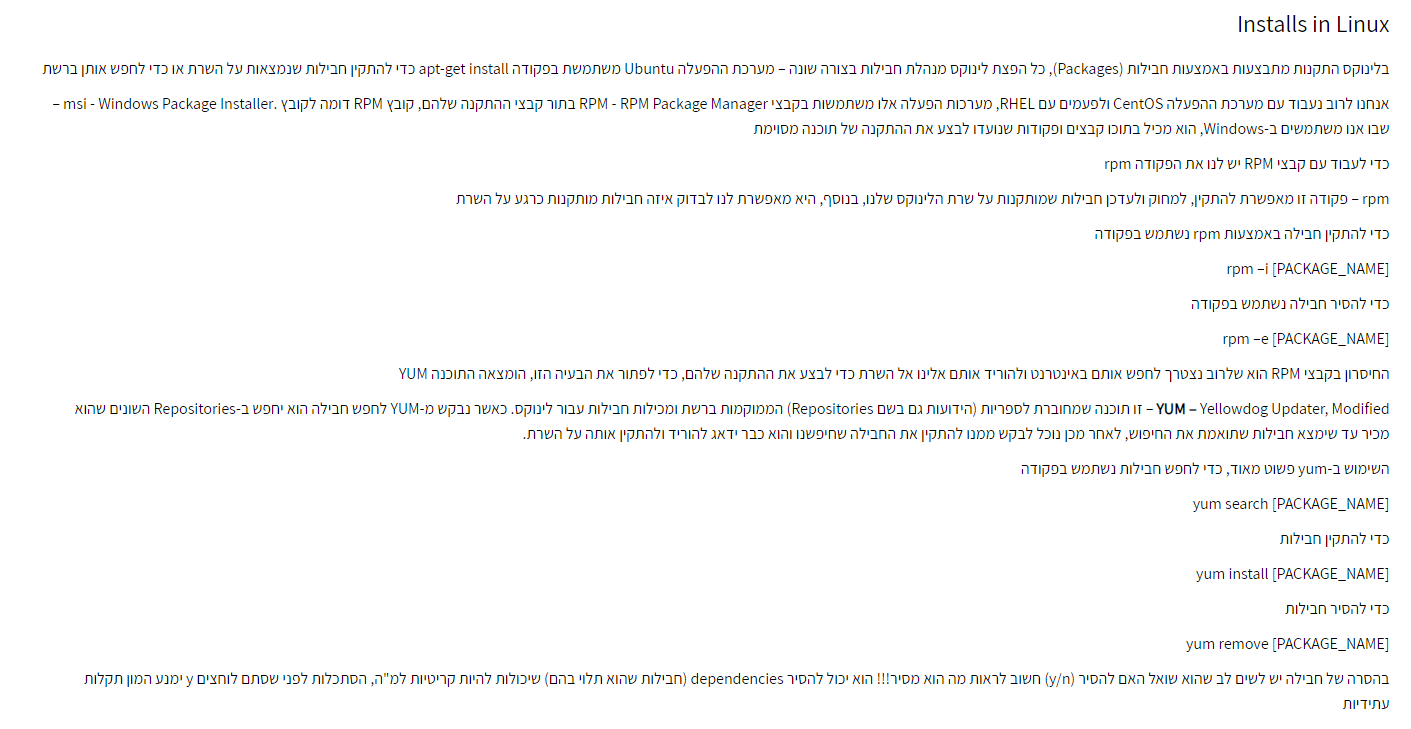 Installs in Linux
בלינוקס התקנות מתבצעות באמצעות חבילות (Packages), כל הפצת לינוקס מנהלת חבילות בצורה שונה – מערכת ההפעלה Ubuntu משתמשת בפקודה apt-get install כדי להתקין חבילות שנמצאות על השרת או כדי לחפש אותן ברשת
אנחנו לרוב נעבוד עם מערכת ההפעלה CentOS ולפעמים עם RHEL, מערכות הפעלה אלו משתמשות בקבצי RPM - RPM Package Manager בתור קבצי ההתקנה שלהם, קובץ RPM דומה לקובץ .msi - Windows Package Installer –
שבו אנו משתמשים ב-Windows, הוא מכיל בתוכו קבצים ופקודות שנועדו לבצע את ההתקנה של תוכנה מסוימת
כדי לעבוד עם קבצי RPM יש לנו את הפקודה rpm
rpm – פקודה זו מאפשרת להתקין, למחוק ולעדכן חבילות שמותקנות על שרת הלינוקס שלנו, בנוסף, היא מאפשרת לנו לבדוק איזה חבילות מותקנות כרגע על השרת
כדי להתקין חבילה באמצעות rpm נשתמש בפקודה
rpm –i [PACKAGE_NAME]
כדי להסיר חבילה נשתמש בפקודה
rpm –e [PACKAGE_NAME]
החיסרון בקבצי RPM הוא שלרוב נצטרך לחפש אותם באינטרנט ולהוריד אותם אלינו אל השרת כדי לבצע את ההתקנה שלהם, כדי לפתור את הבעיה הזו, הומצאה התוכנה YUM
YUM – Yellowdog Updater, Modified – זו תוכנה שמחוברת לספריות (הידועות גם בשם Repositories) הממוקמות ברשת ומכילות חבילות עבור לינוקס. כאשר נבקש מ-YUM לחפש חבילה הוא יחפש ב-Repositories השונים שהוא
מכיר עד שימצא חבילות שתואמת את החיפוש, לאחר מכן נוכל לבקש ממנו להתקין את החבילה שחיפשנו והוא כבר ידאג להוריד ולהתקין אותה על השרת.
השימוש ב-yum פשוט מאוד, כדי לחפש חבילות נשתמש בפקודה
yum search [PACKAGE_NAME]
כדי להתקין חבילות
yum install [PACKAGE_NAME]
כדי להסיר חבילות
yum remove [PACKAGE_NAME]
בהסרה של חבילה יש לשים לב שהוא שואל האם להסיר (y/n) חשוב לראות מה הוא מסיר!!! הוא יכול להסיר dependencies (חבילות שהוא תלוי בהם) שיכולות להיות קריטיות למ"ה, הסתכלות לפני שסתם לוחצים y ימנע המון תקלות
עתידיות